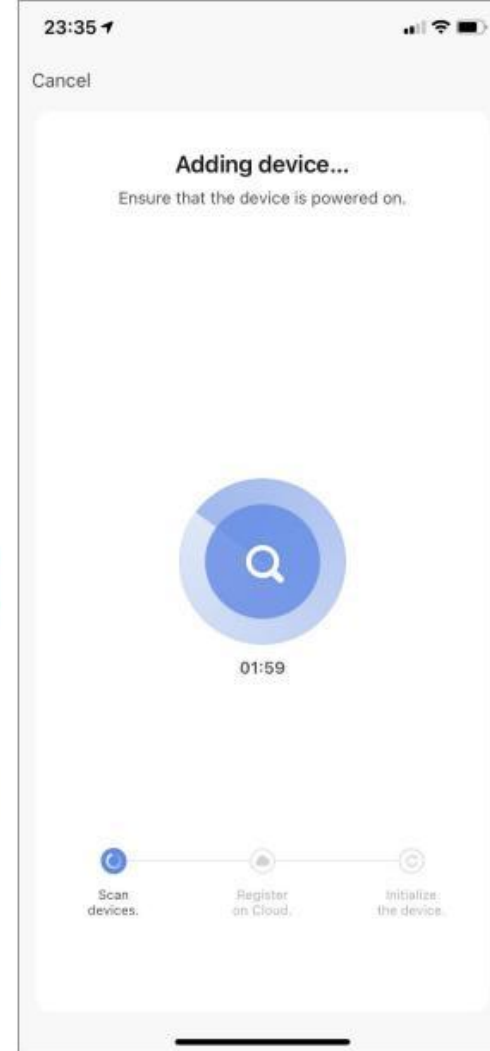 23:35
Cancel
Adding device...
Ensure that the device is powered on.
01:59
Scan
devices.
Register
on Cloud.
Initialize
the device.